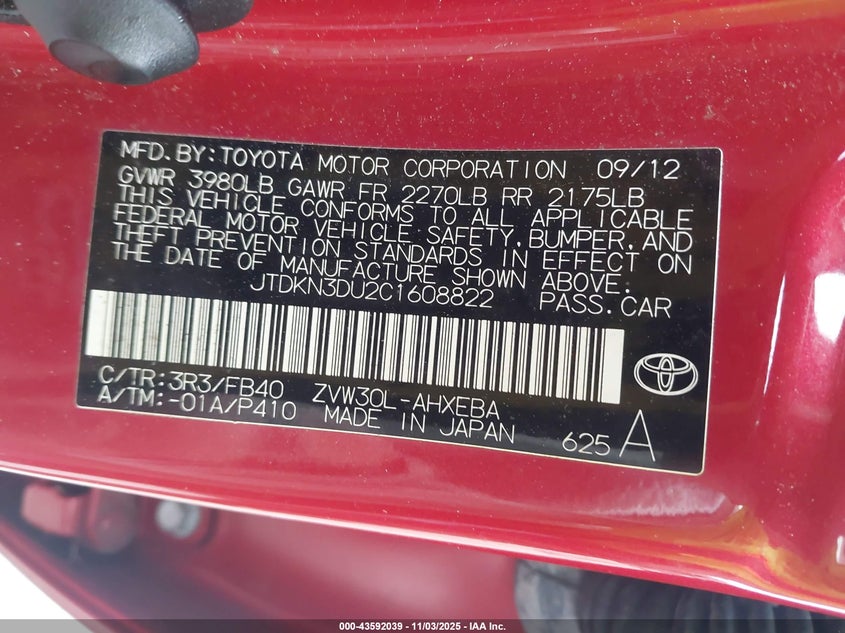 MFD.BY:TOYOTA MOTOR CORPORATION 09/12
GVWR 3980LB GAWR FR 2270LB RR 2175LB
THIS VEHICLE CONFORMS TO ALL APPLICABLE
FEDERAL MOTOR VEHICLE SAFETY,BUMPER,AND
THEFT PREVENTION STANDARDS IN EFFECT ON
THE DATE OF MANUFACTURE SHOWN ABOVE.
JTDKN3DU2C1608822 PASS.CAR
C/TR:3R3/FB40 ZVW30L-AHXEBA
A/TM:-01A/P410 MADE IN JAPAN 625 A
000-43592039 - 11/03/2025 - IAA Inc.